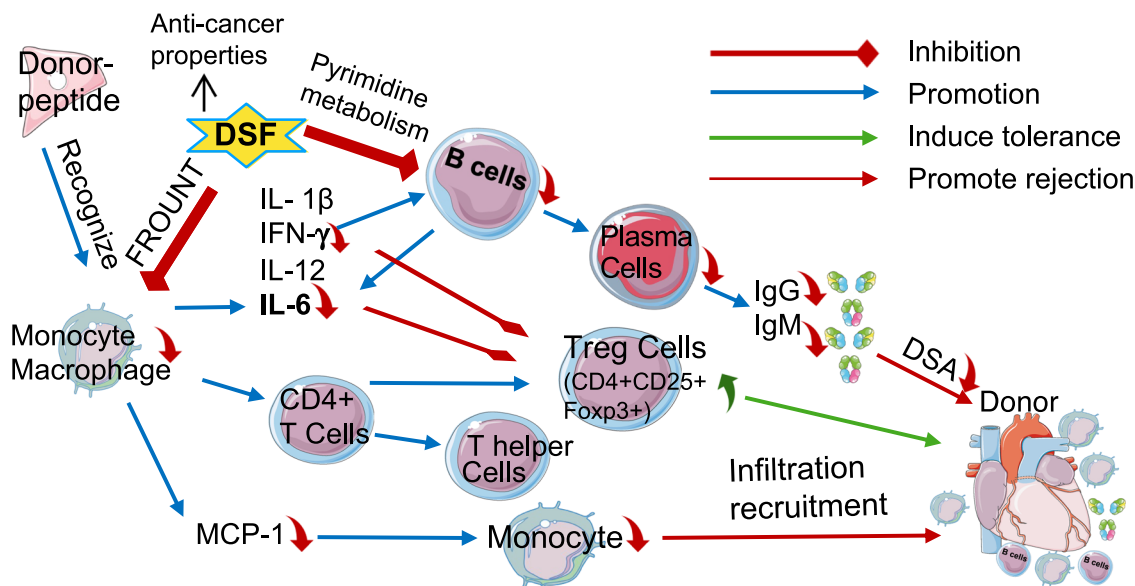 Anti-cancer
properties
Donor-
peptide
DSF
Pyrimidine
metabolism
Recognize
FROUNT
B cells
IL- 1β
IFN-γ
IL-12
IL-6
Inhibition
Promotion
Induce tolerance
Promote rejection
Plasma
Cells
IgG
IgM
DSA
Donor
Monocyte
Macrophage
CD4+
T Cells
T helper
Cells
Treg Cells
(CD4+CD25+
Foxp3+)
Infiltration
recruitment
MCP-1
Monocyte
B cells
B cells